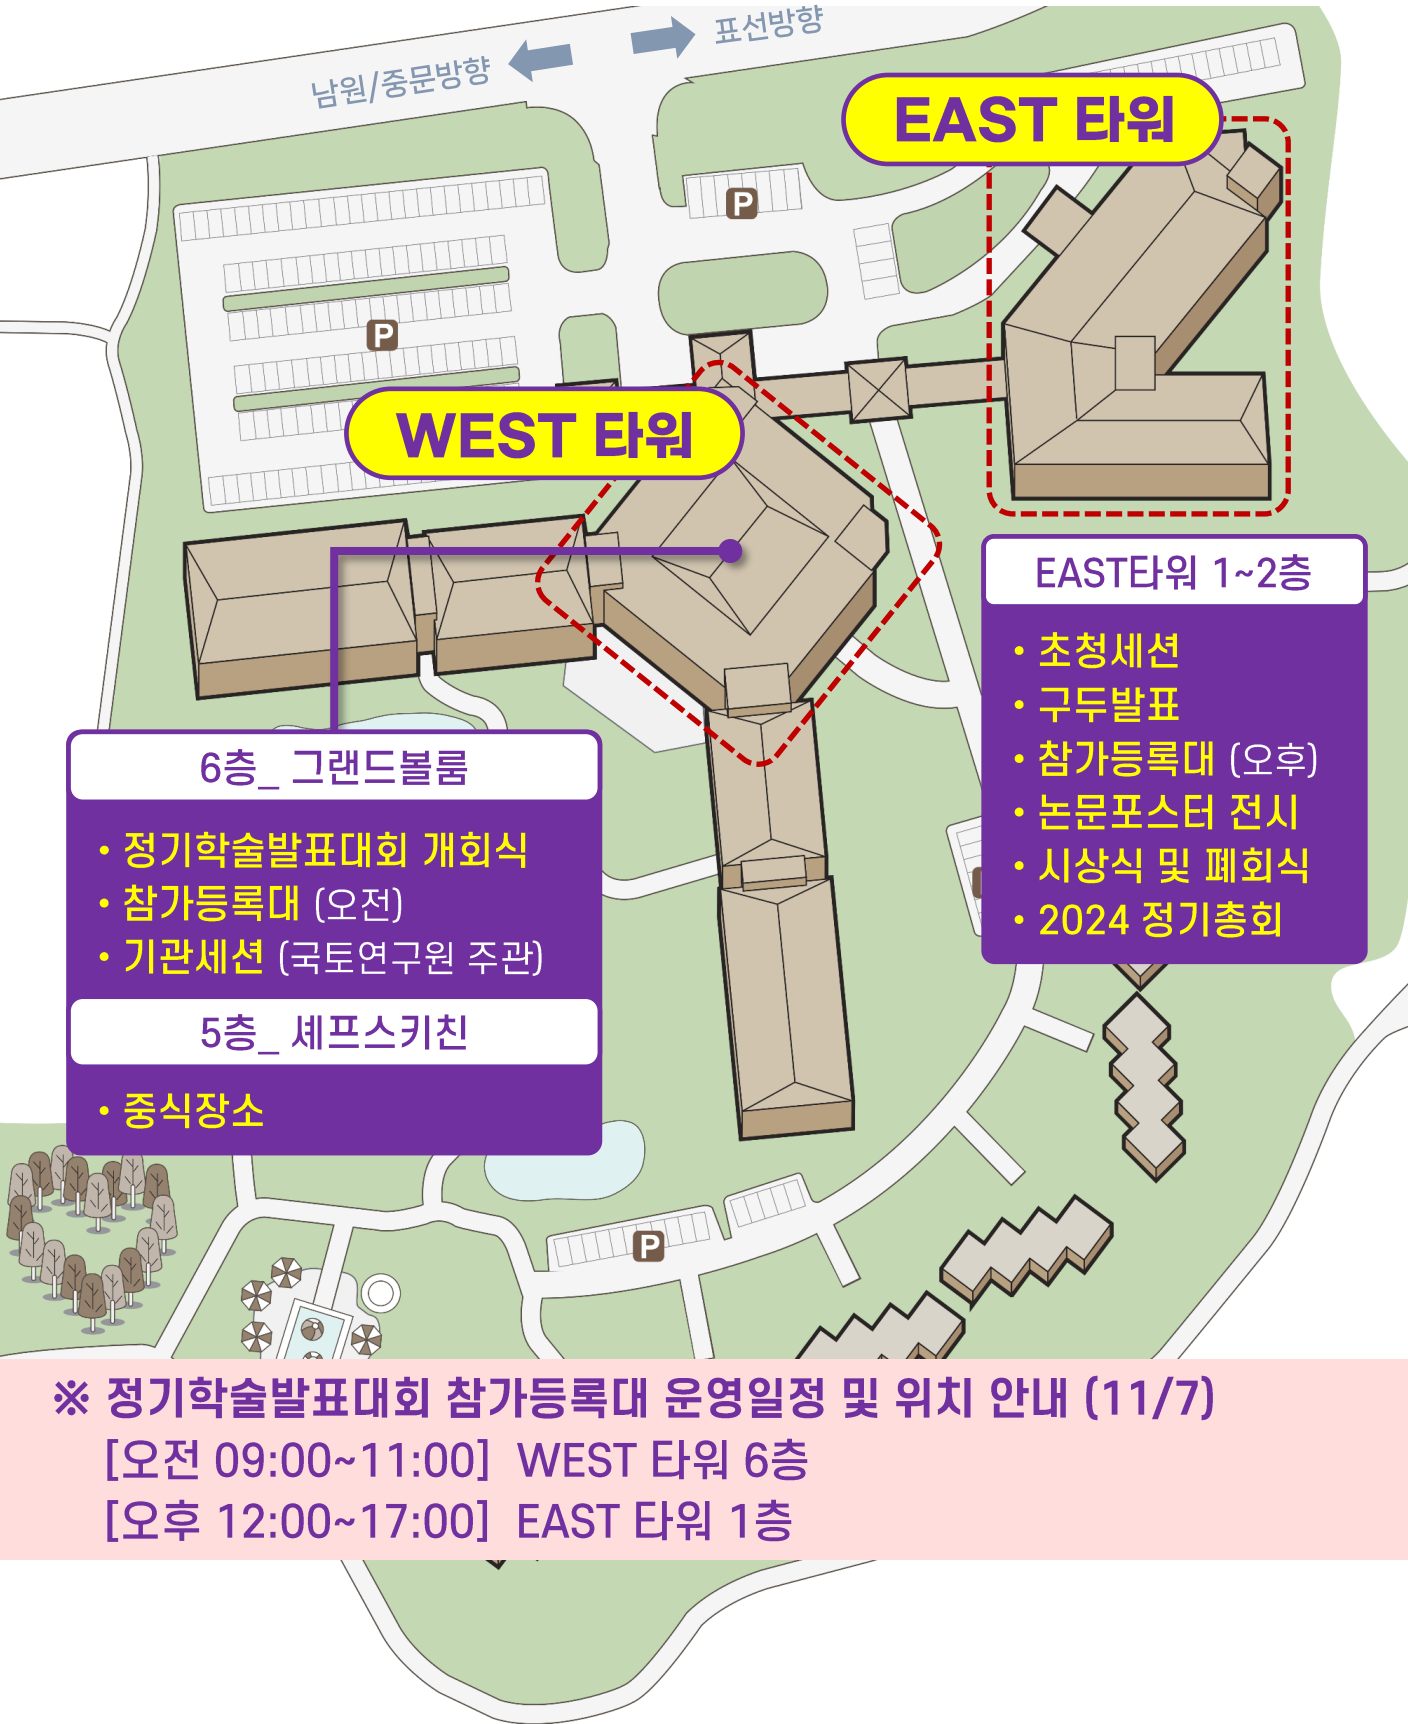 표선방향
남원/중문방향
EAST 타워
P
P
WEST 타워
EAST타워 1~2층
• 초청세션
• 구두발표
• 참가등록대 (오후)
• 논문포스터 전시
• 시상식 및 폐회식
• 2024 정기총회
6층_ 그랜드볼룸
• 정기학술발표대회 개회식
• 참가등록대 (오전)
• 기관세션 (국토연구원 주관)
5층_ 셰프스키친
• 중식장소
P
※ 정기학술발표대회 참가등록대 운영일정 및 위치 안내 (11/7)
[오전 09:00~11:00] WEST 타워 6층
[오후 12:00~17:00] EAST 타워 1층